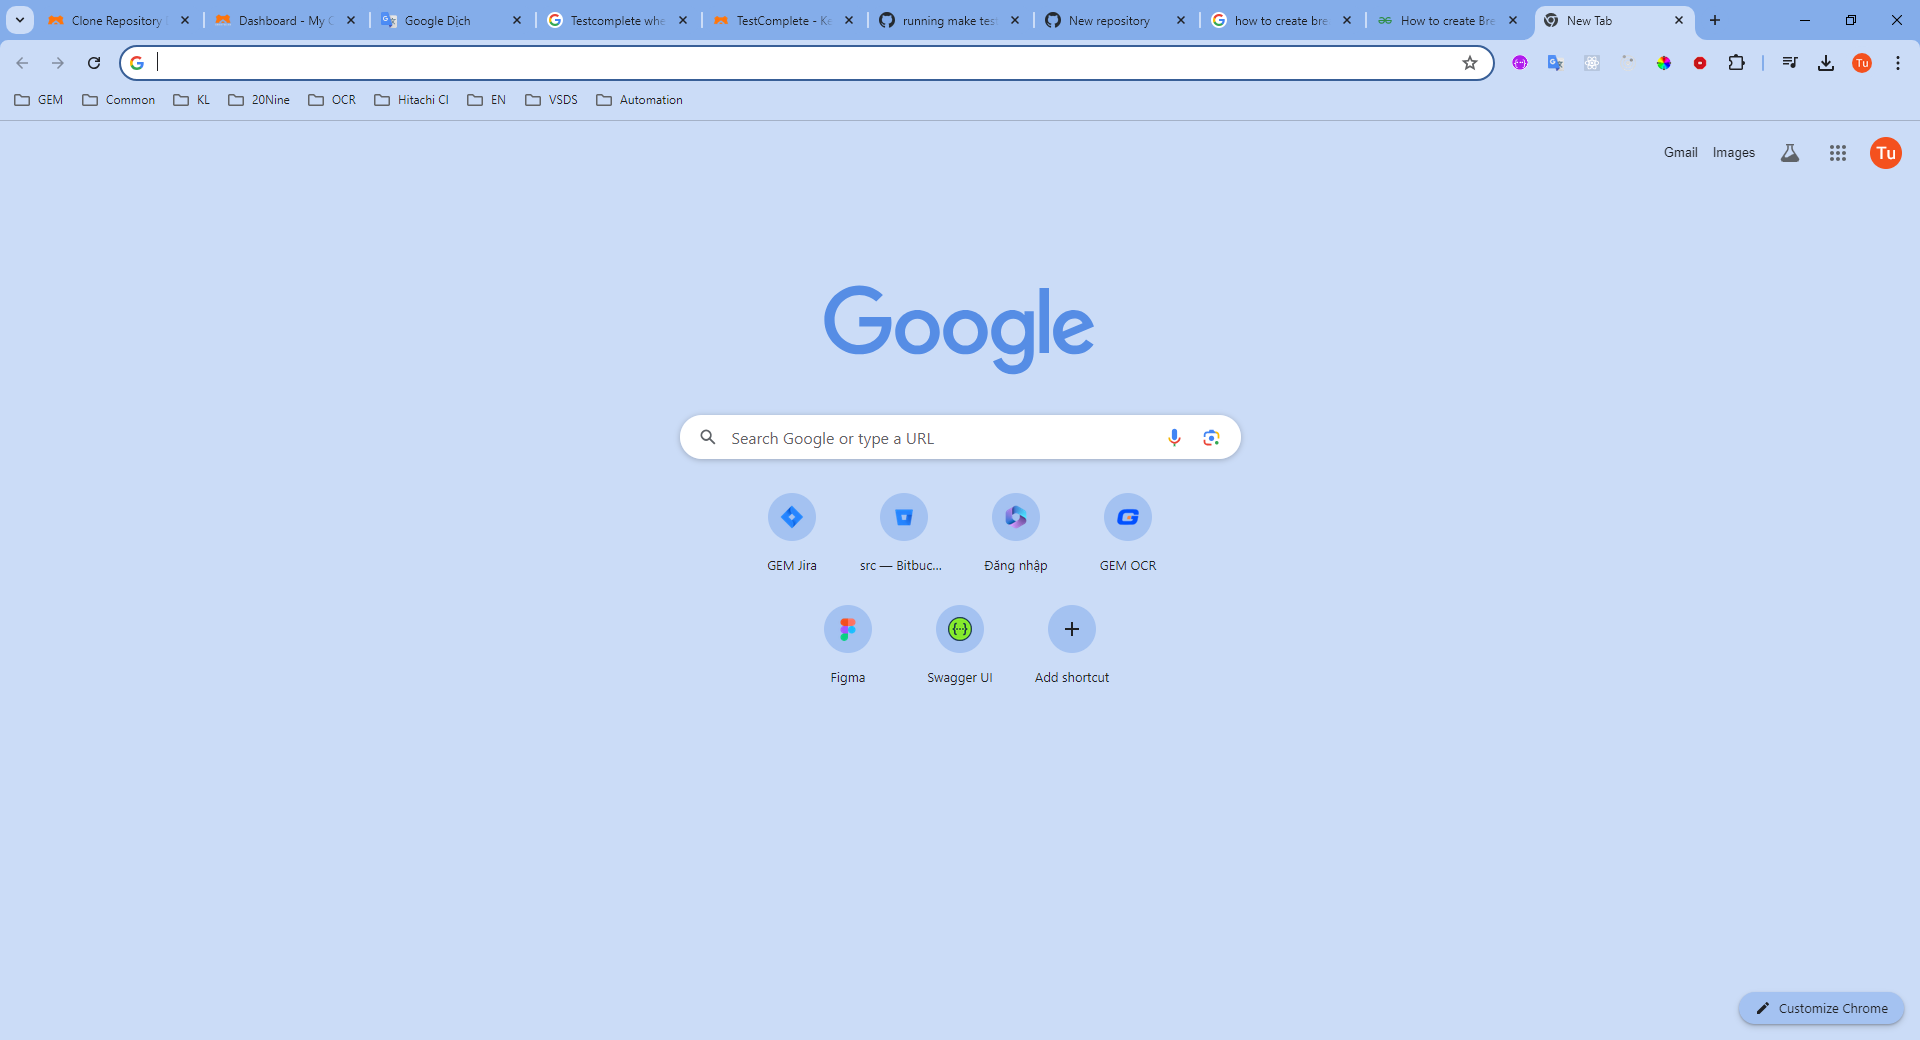 Clone Repository
Dashboard - My
Google Dịch
Testcomplete whe
TestComplete - Ke
running make test
New repository
how to create bre
How to create Bre
New Tab
Tu
GEM
Common
KL
20Nine
OCR
Hitachi CI
EN
VSDS
Automation
Gmail
Images
Tu
Google
Search Google or type a URL
GEM Jira
src — Bitbuc...
Đăng nhập
GEM OCR
Figma
Swagger UI
Add shortcut
Customize Chrome